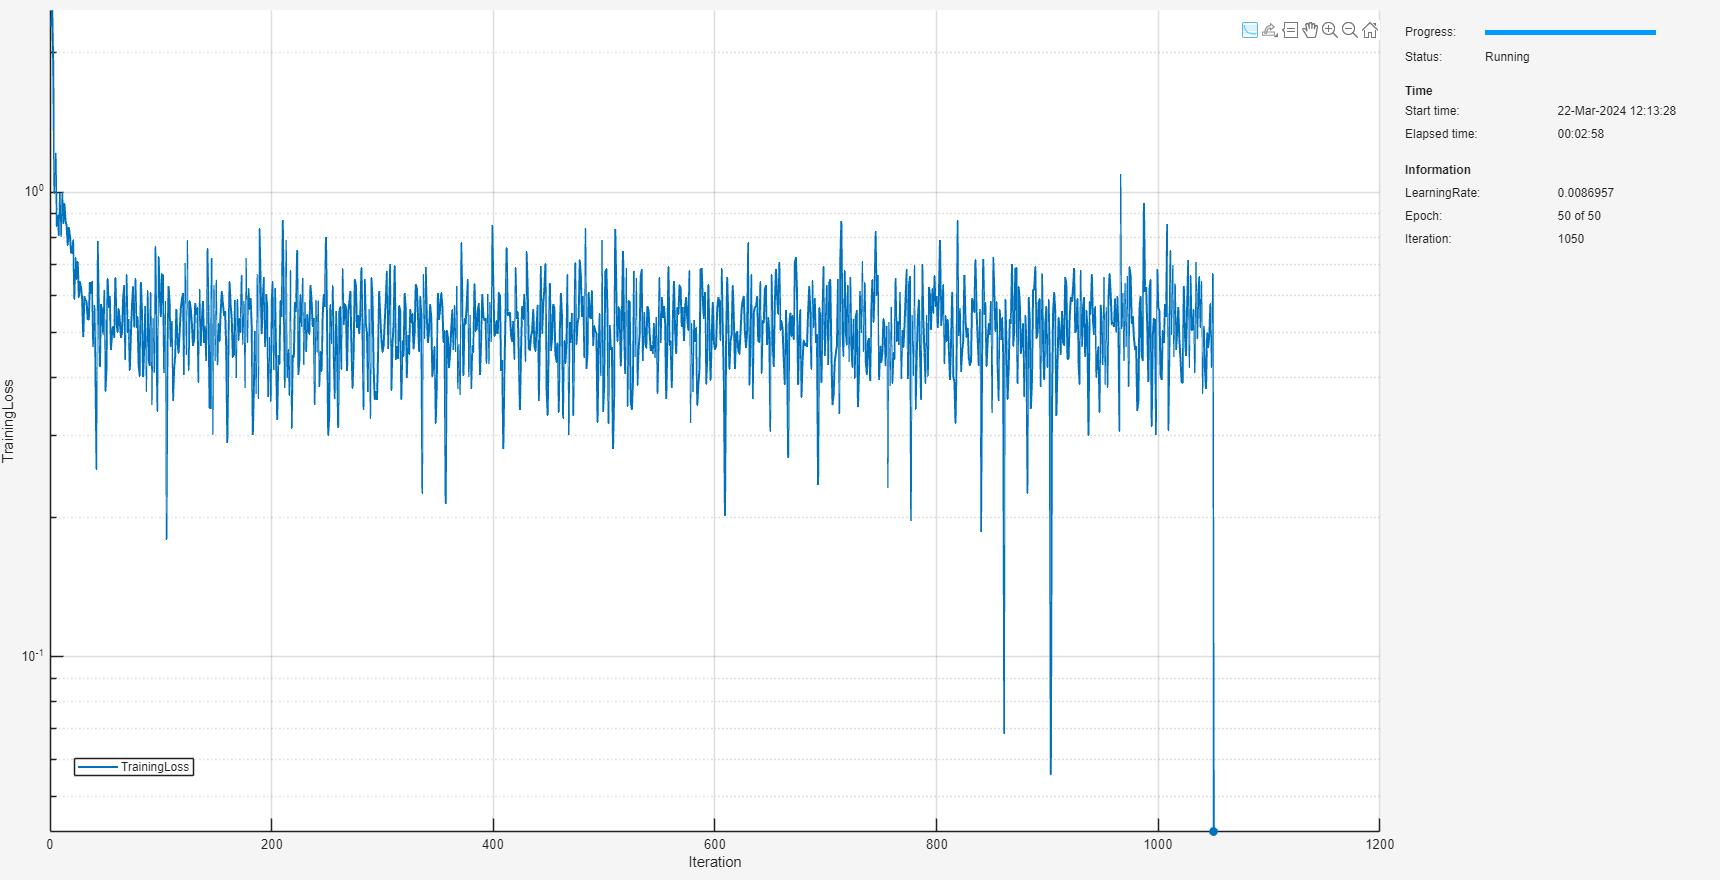 Progress:
Status: Running
Time
Start time: 22-Mar-2024 12:13:28
Elapsed time: 00:02:58
Information
LearningRate: 0.0086957
Epoch: 50 of 50
Iteration: 1050
TrainingLoss
10⁰
10⁻¹
TrainingLoss
0 200 400 600 800 1000 1200
Iteration